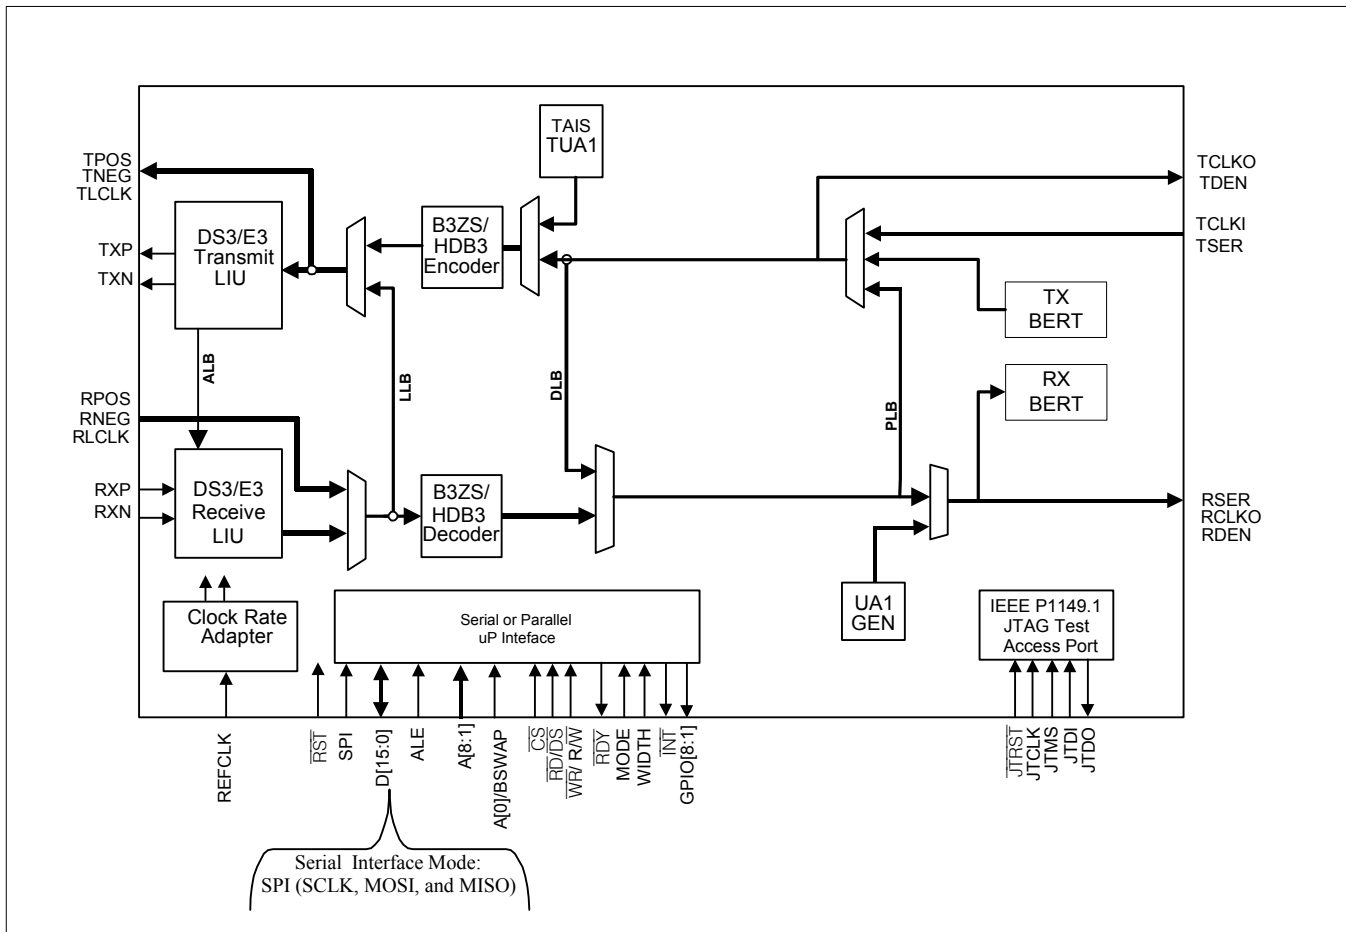 TAIS
TUA1
TPOS
TNEG
TLCLK
TCLKO
TDEN
B3ZS/
HDB3
Encoder
TCLKI
TSER
DS3/E3
Transmit
LIU
TXP
TXN
TX
BERT
ALB
LLB
DLB
PLB
RX
BERT
RPOS
RNEG
RLCLK
RXP
RXN
DS3/E3
Receive
LIU
B3ZS/
HDB3
Decoder
RSER
RCLKO
RDEN
Clock Rate
Adapter
Serial or Parallel
uP Inteface
UA1
GEN
IEEE P1149.1
JTAG Test
Access Port
REFCLK
RST
SPI
D[15:0]
ALE
A[8:1]
A[0]/BSWAP
CS
RD/DS
WR/ R/W
RDY
MODE
WIDTH
INT
GPIO[8:1]
JTRST
JTCLK
JTMS
JTDI
JTDO
Serial Interface Mode:
SPI (SCLK, MOSI, and MISO)